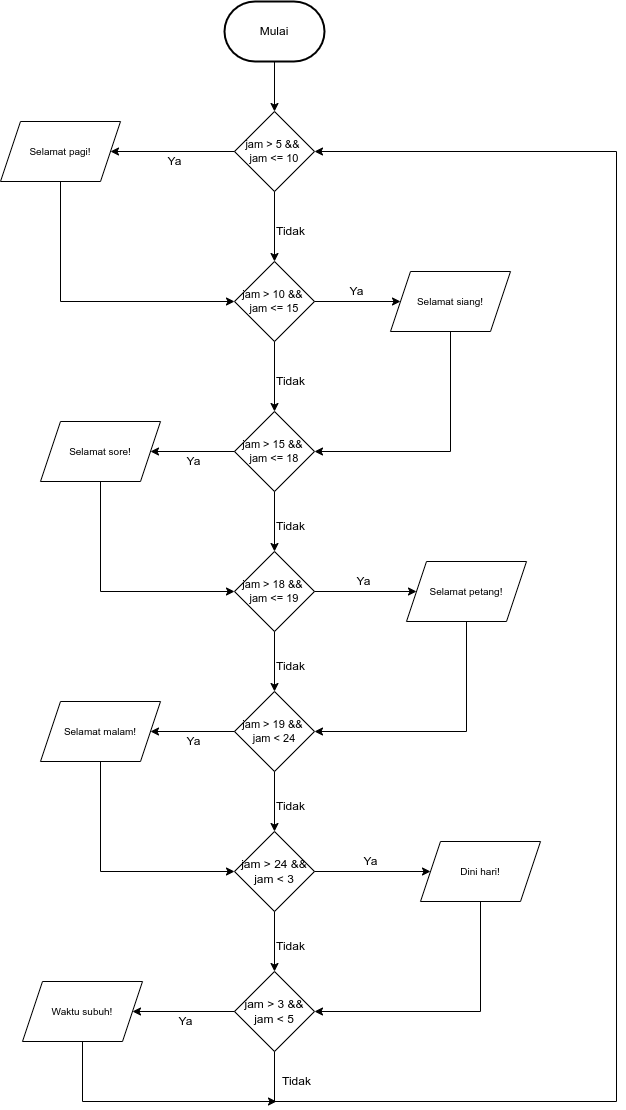 Mulai
jam > 5 &&
jam <= 10
Selamat pagi!
Ya
Tidak
jam > 10 &&
jam <= 15
Ya
Selamat siang!
Tidak
jam > 15 &&
jam <= 18
Selamat sore!
Ya
Tidak
jam > 18 &&
jam <= 19
Ya
Selamat petang!
Tidak
jam > 19 &&
jam < 24
Selamat malam!
Ya
Tidak
jam > 24 &&
jam < 3
Ya
Dini hari!
Tidak
jam > 3 &&
jam < 5
Waktu subuh!
Ya
Tidak